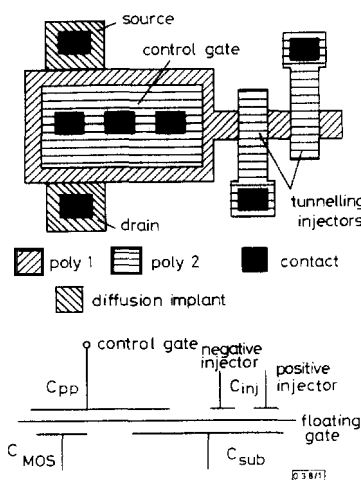 source
control gate
drain
tunnelling
injectors
poly 1
poly 2
contact
diffusion implant
control gate
negative
injector
positive
injector
Cpp
Cinj
floating
gate
CMOS
Csub